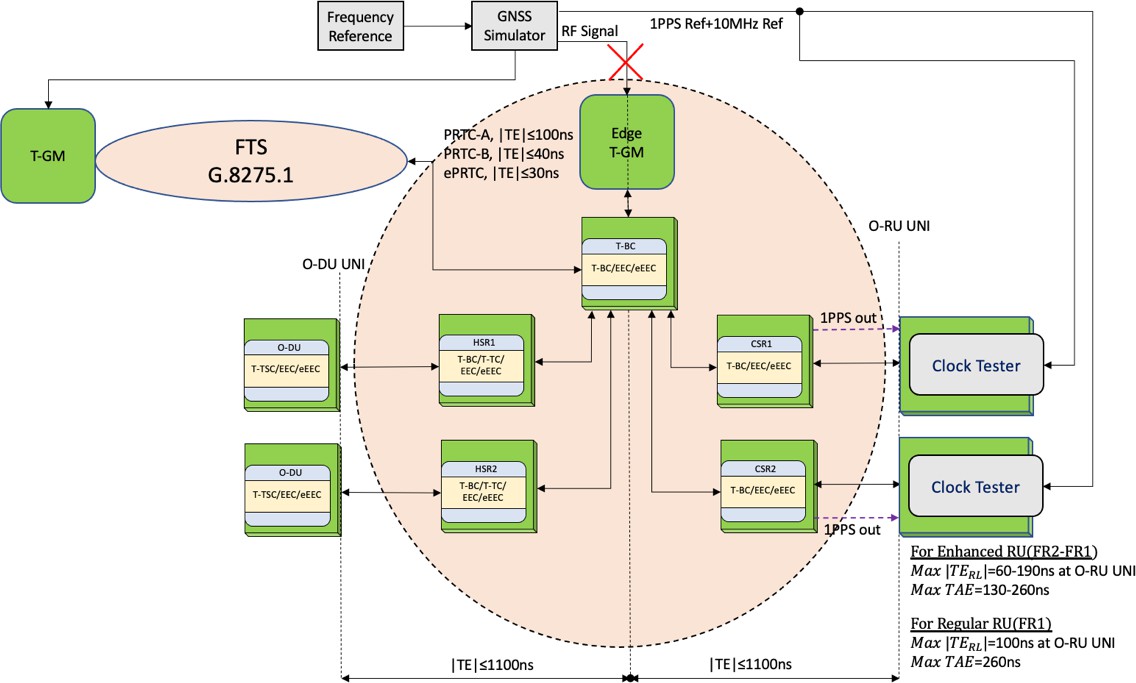 Frequency
Reference
GNSS
Simulator
RF Signal
1PPS Ref+10MHz Ref
T-GM
FTS
G.8275.1
PRTC-A, |TE|≤100ns
PRTC-B, |TE|≤40ns
ePRTC, |TE|≤30ns
Edge
T-GM
O-RU UNI
O-DU UNI
T-BC
T-BC/EEC/eEEC
1PPS out
O-DU
T-TSC/EEC/eEEC
HSR1
T-BC/T-TC/
EEC/eEEC
CSR1
T-BC/EEC/eEEC
Clock Tester
O-DU
T-TSC/EEC/eEEC
HSR2
T-BC/T-TC/
EEC/eEEC
CSR2
T-BC/EEC/eEEC
Clock Tester
1PPS out
For Enhanced RU(FR2-FR1)
Max |TE_RL|=60-190ns at O-RU UNI
Max TAE=130-260ns
For Regular RU(FR1)
Max |TE_RL|=100ns at O-RU UNI
Max TAE=260ns
|TE|≤1100ns
|TE|≤1100ns